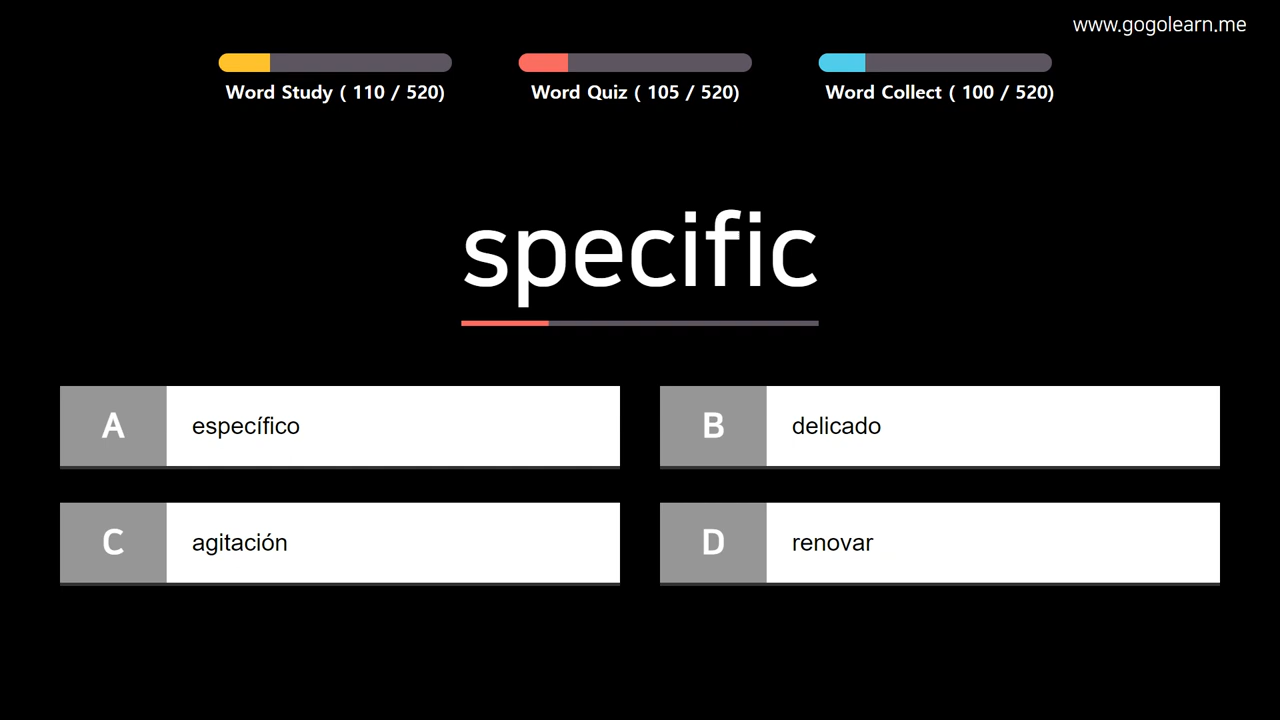 www.gogolearn.me
Word Study ( 110 / 520)
Word Quiz ( 105 / 520)
Word Collect ( 100 / 520)
specific
A específico
B delicado
C agitación
D renovar